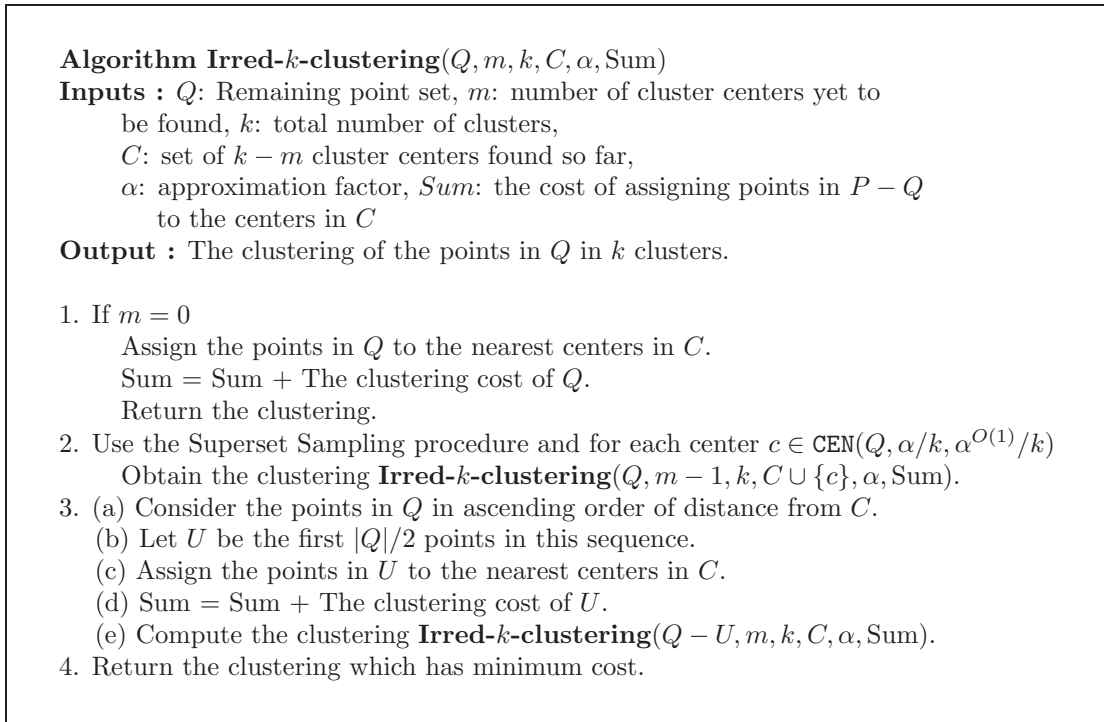 Algorithm Irred-k-clustering(Q, m, k, C, α, Sum)
Inputs : Q: Remaining point set, m: number of cluster centers yet to
be found, k: total number of clusters,
C: set of k − m cluster centers found so far,
α: approximation factor, Sum: the cost of assigning points in P − Q
to the centers in C
Output : The clustering of the points in Q in k clusters.
1. If m = 0
Assign the points in Q to the nearest centers in C.
Sum = Sum + The clustering cost of Q.
Return the clustering.
2. Use the Superset Sampling procedure and for each center c ∈ CEN(Q, α/k, α^{O(1)}/k)
Obtain the clustering Irred-k-clustering(Q, m − 1, k, C ∪ {c}, α, Sum).
3. (a) Consider the points in Q in ascending order of distance from C.
(b) Let U be the first |Q|/2 points in this sequence.
(c) Assign the points in U to the nearest centers in C.
(d) Sum = Sum + The clustering cost of U.
(e) Compute the clustering Irred-k-clustering(Q − U, m, k, C, α, Sum).
4. Return the clustering which has minimum cost.